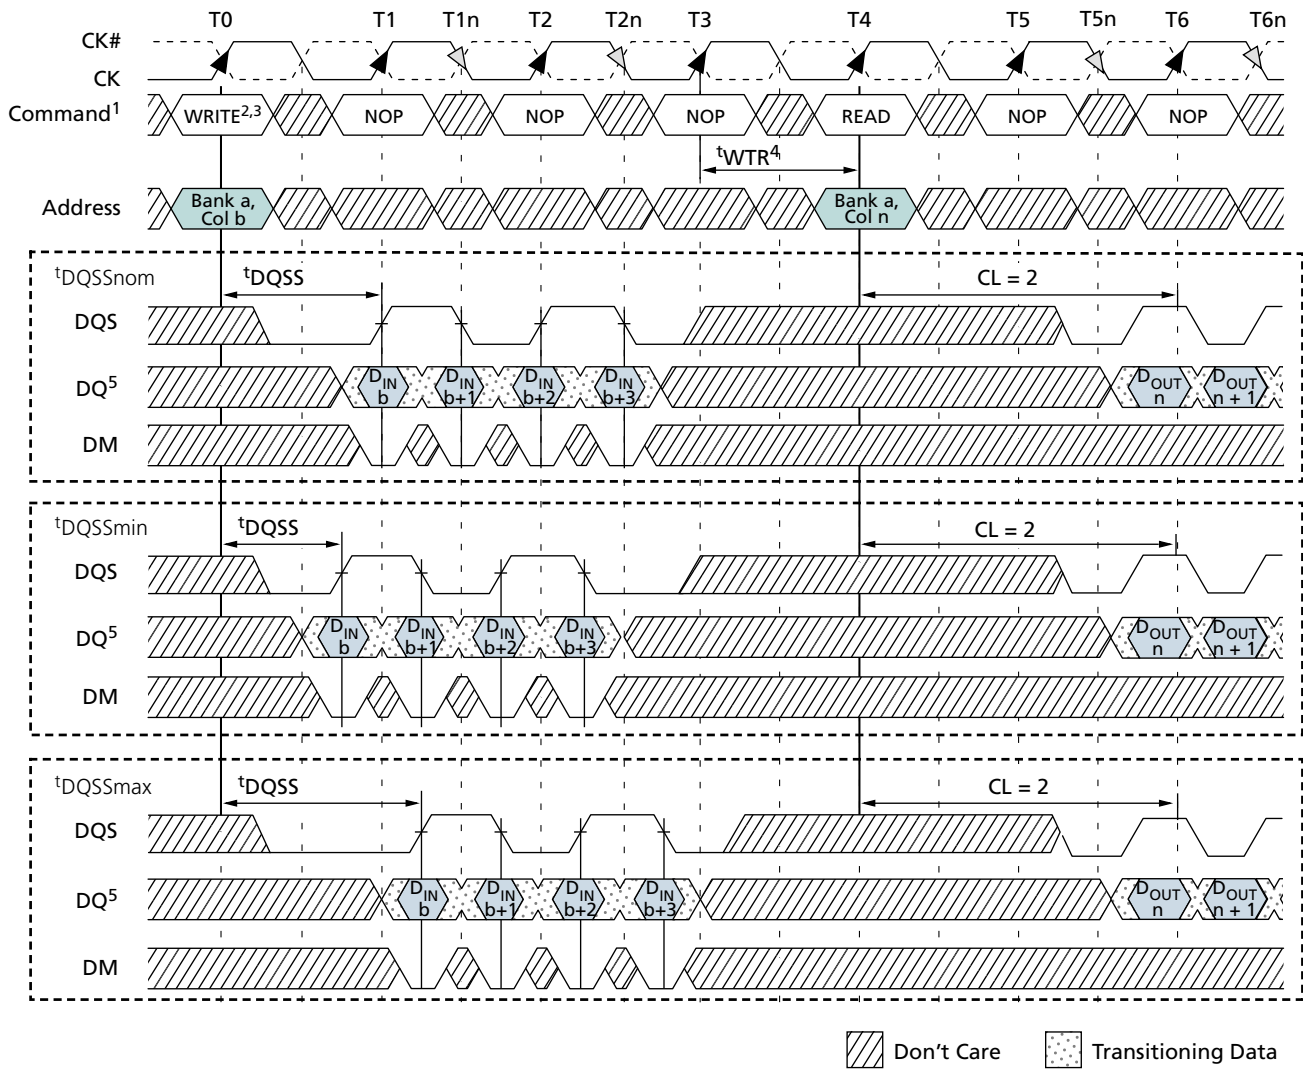 T0 T1 T1n T2 T2n T3 T4 T5 T5n T6 T6n
CK#
CK
Command1 WRITE2,3 NOP NOP NOP READ NOP NOP
tWTR4
Address Bank a, Bank a,
Col b Col n
tDQSSnom tDQSS CL = 2
DQS
DQ5 DIN DIN DIN DIN DOUT DOUT
b b+1 b+2 b+3 n n + 1
DM
tDQSSmin tDQSS CL = 2
DQS
DQ5 DIN DIN DIN DIN DOUT DOUT
b b+1 b+2 b+3 n n + 1
DM
tDQSSmax tDQSS CL = 2
DQS
DQ5 DIN DIN DIN DIN DOUT DOUT
b b+1 b+2 b+3 n n + 1
DM
Don't Care Transitioning Data